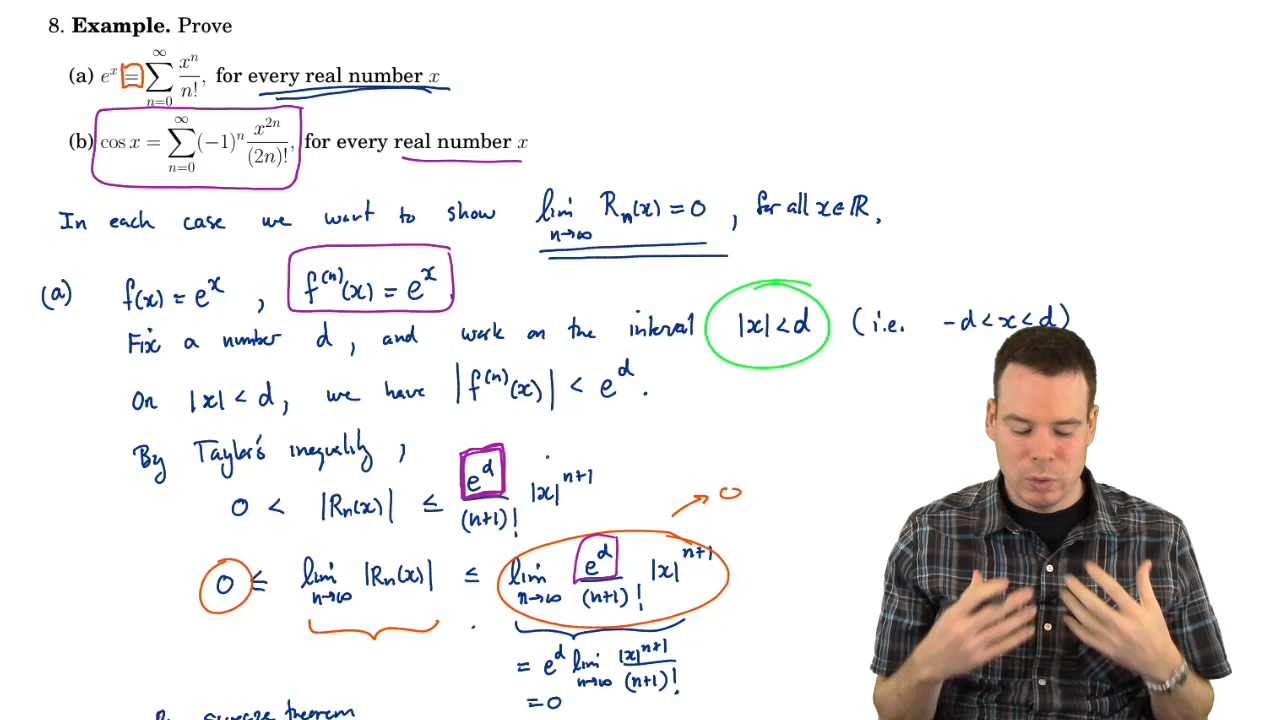 8. Example. Prove
(a) e^x = ∑_{n=0}^{∞} x^n/n!, for every real number x
(b) cos x = ∑_{n=0}^{∞} (−1)^n x^{2n}/(2n)!, for every real number x
In each case we want to show lim_{n→∞} R_n(x) = 0, for all x∈ℝ.
(a) f(x) = e^x, f^{(n)}(x) = e^x
Fix a number d, and work on the interval |x| < d (i.e. -d < x < d)
On |x| < d, we have |f^{(n)}(x)| < e^d.
By Taylor's inequality,
0 < |R_n(x)| ≤ e^d/(n+1)! |x|^{n+1}
→ 0
0 ≤ lim_{n→∞} |R_n(x)| ≤ lim_{n→∞} e^d/(n+1)! |x|^{n+1}
= e^d lim_{n→∞} |x|^{n+1}/(n+1)!
= 0
By squeeze theorem